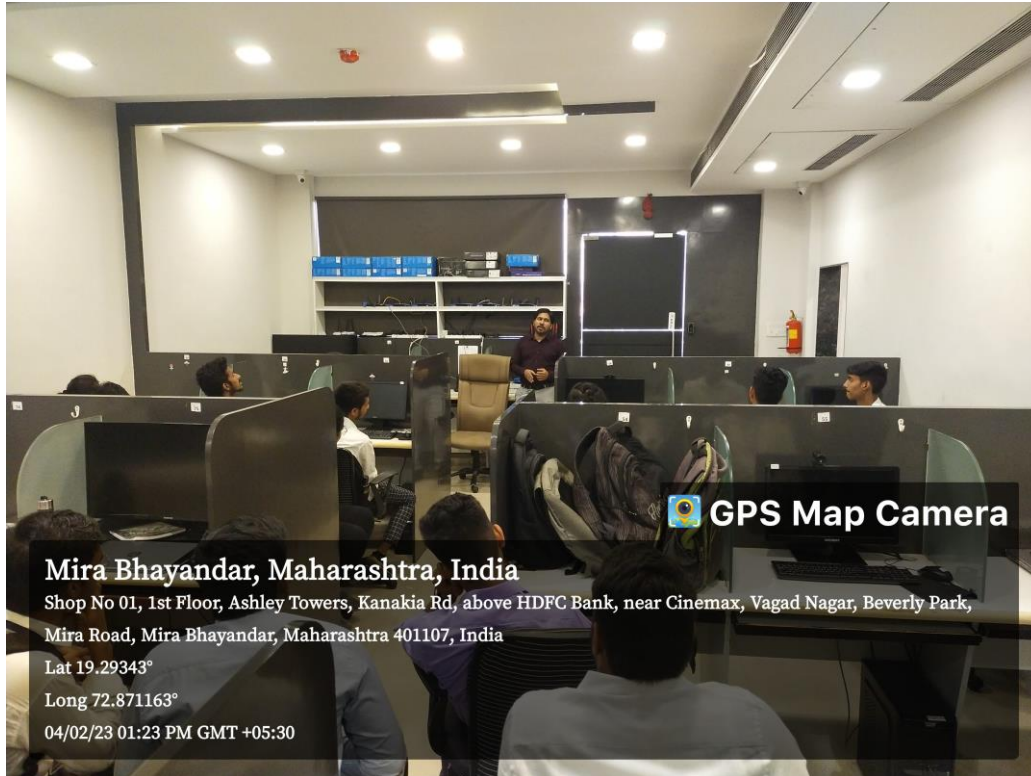 GPS Map Camera
Mira Bhayandar, Maharashtra, India
Shop No 01, 1st Floor, Ashley Towers, Kanakia Rd, above HDFC Bank, near Cinemax, Vagad Nagar, Beverly Park,
Mira Road, Mira Bhayandar, Maharashtra 401107, India
Lat 19.29343°
Long 72.871163°
04/02/23 01:23 PM GMT +05:30